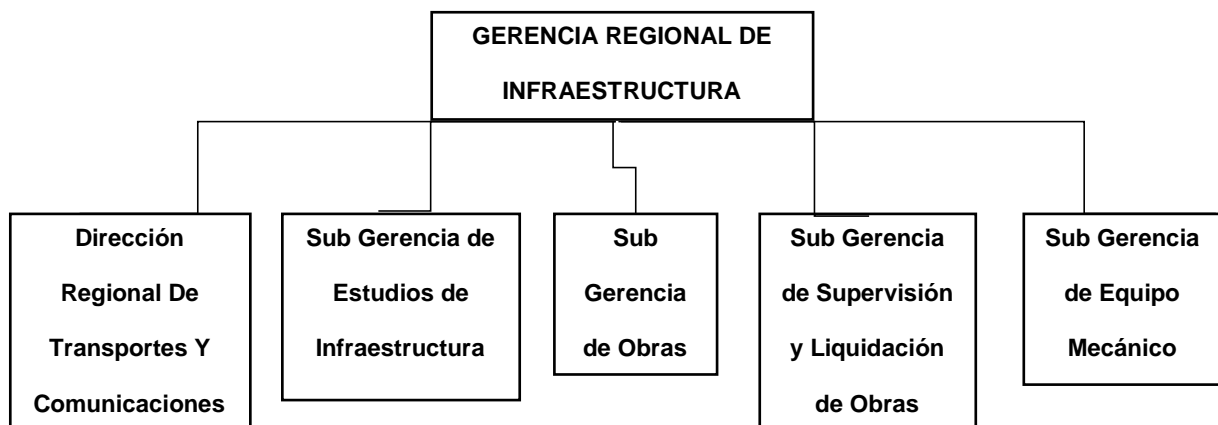 GERENCIA REGIONAL DE
INFRAESTRUCTURA
Dirección
Regional De
Transportes Y
Comunicaciones
Sub Gerencia de
Estudios de
Infraestructura
Sub
Gerencia
de Obras
Sub Gerencia
de Supervisión
y Liquidación
de Obras
Sub Gerencia
de Equipo
Mecánico